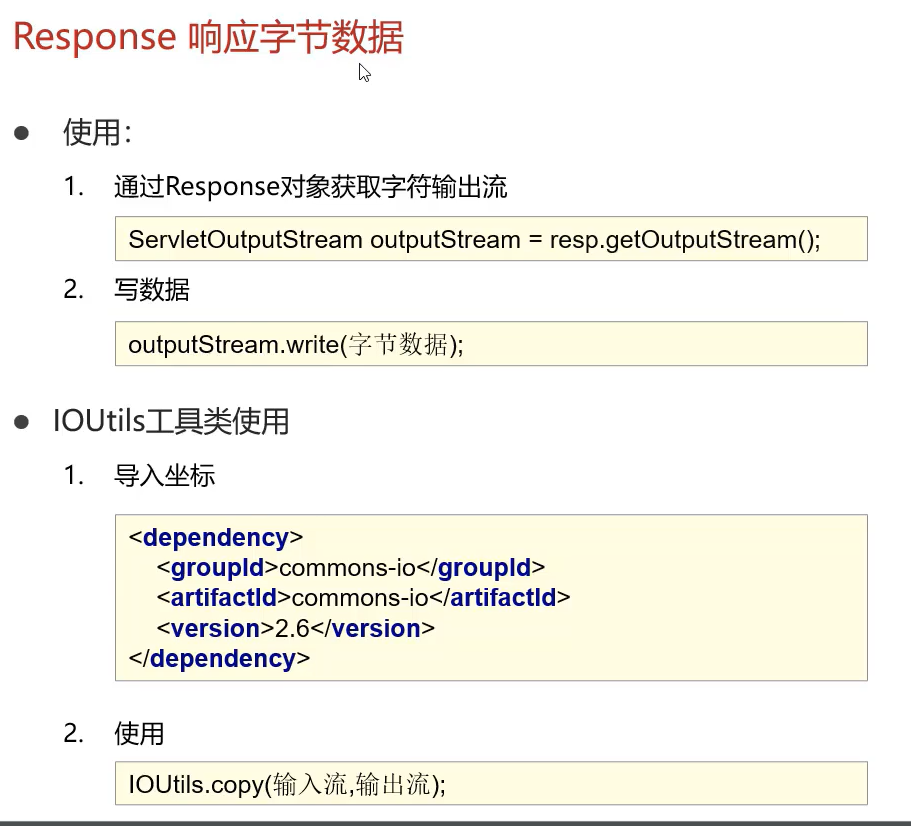 Response 响应字节数据
● 使用：
1. 通过Response对象获取字符输出流
ServletOutputStream outputStream = resp.getOutputStream();
2. 写数据
outputStream.write(字节数据);
● IOUtils工具类使用
1. 导入坐标
<dependency>
<groupId>commons-io</groupId>
<artifactId>commons-io</artifactId>
<version>2.6</version>
</dependency>
2. 使用
IOUtils.copy(输入流,输出流);